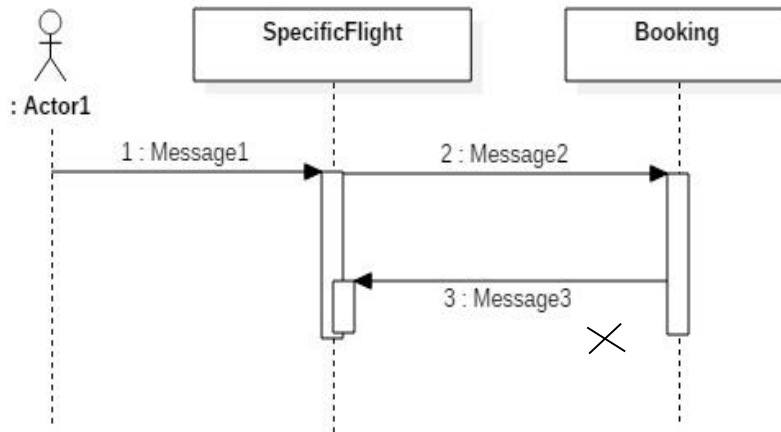 SpecificFlight
Booking
: Actor1
1 : Message1
2 : Message2
3 : Message3